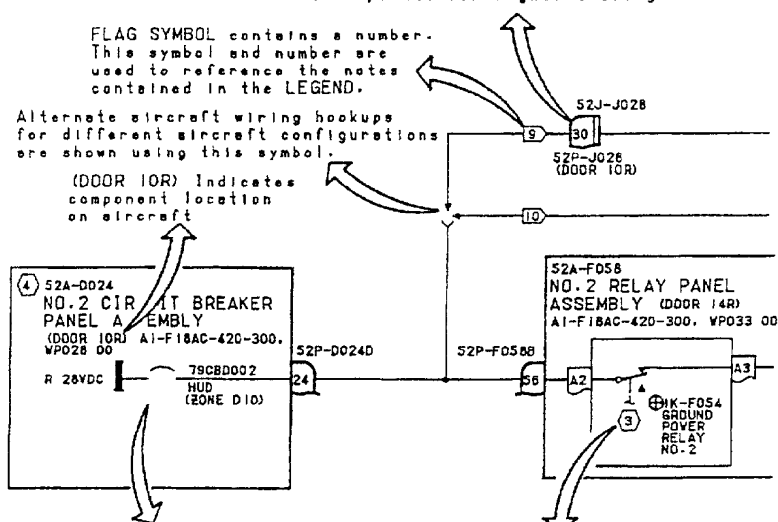 FLAG SYMBOL contains a number.
This symbol and number are
used to reference the notes
contained in the LEGEND.
Alternate aircraft wiring hookups
for different aircraft configurations
are shown using this symbol.
(DOOR 10R) Indicates
component location
on aircraft
52J-J028
9
30
52P-J028
(DOOR 10R)
10
4
52A-D024
NO.2 CIR IT BREAKER
PANEL A EMBLY
(DOOR 10R) A1-F18AC-420-300,
WP028 00
R 28VDC
79CBD002
HUD
(ZONE D10)
24
52P-D024D
52P-F058B
56
52A-F058
NO.2 RELAY PANEL
ASSEMBLY (DOOR 14R)
A1-F18AC-420-300, WP033 00
A2
A3
3
1K-F054
GROUND
POWER
RELAY
NO.2